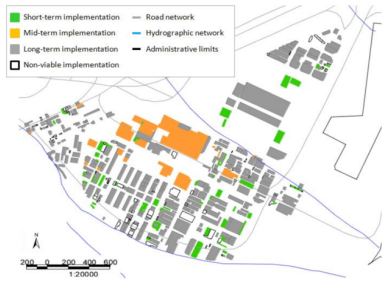 Short-term implementation
Mid-term implementation
Long-term implementation
Non-viable implementation
Road network
Hydrographic network
Administrative limits
N
200 0 200 400 600
1:20000